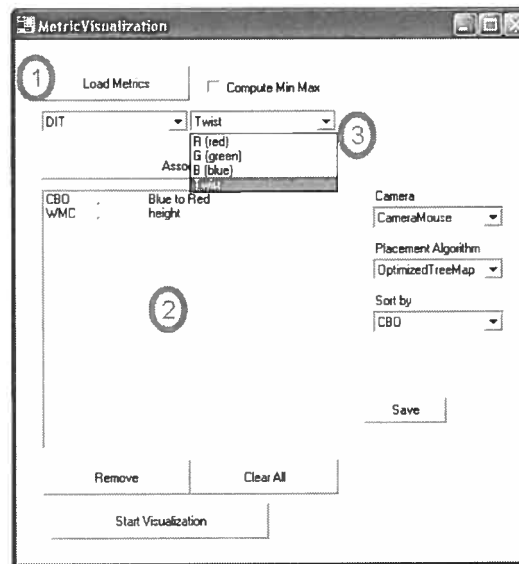 MetricVisualization
1
Load Metrics
Compute Min Max
DIT
Twist
3
R (red)
G (green)
B (blue)
Twist
Asso
CBO , Blue to Red
WMC , height
2
Camera
CameraMouse
Placement Algorithm
OptimizedTreeMap
Sort by
CBO
Save
Remove
Clear All
Start Visualization